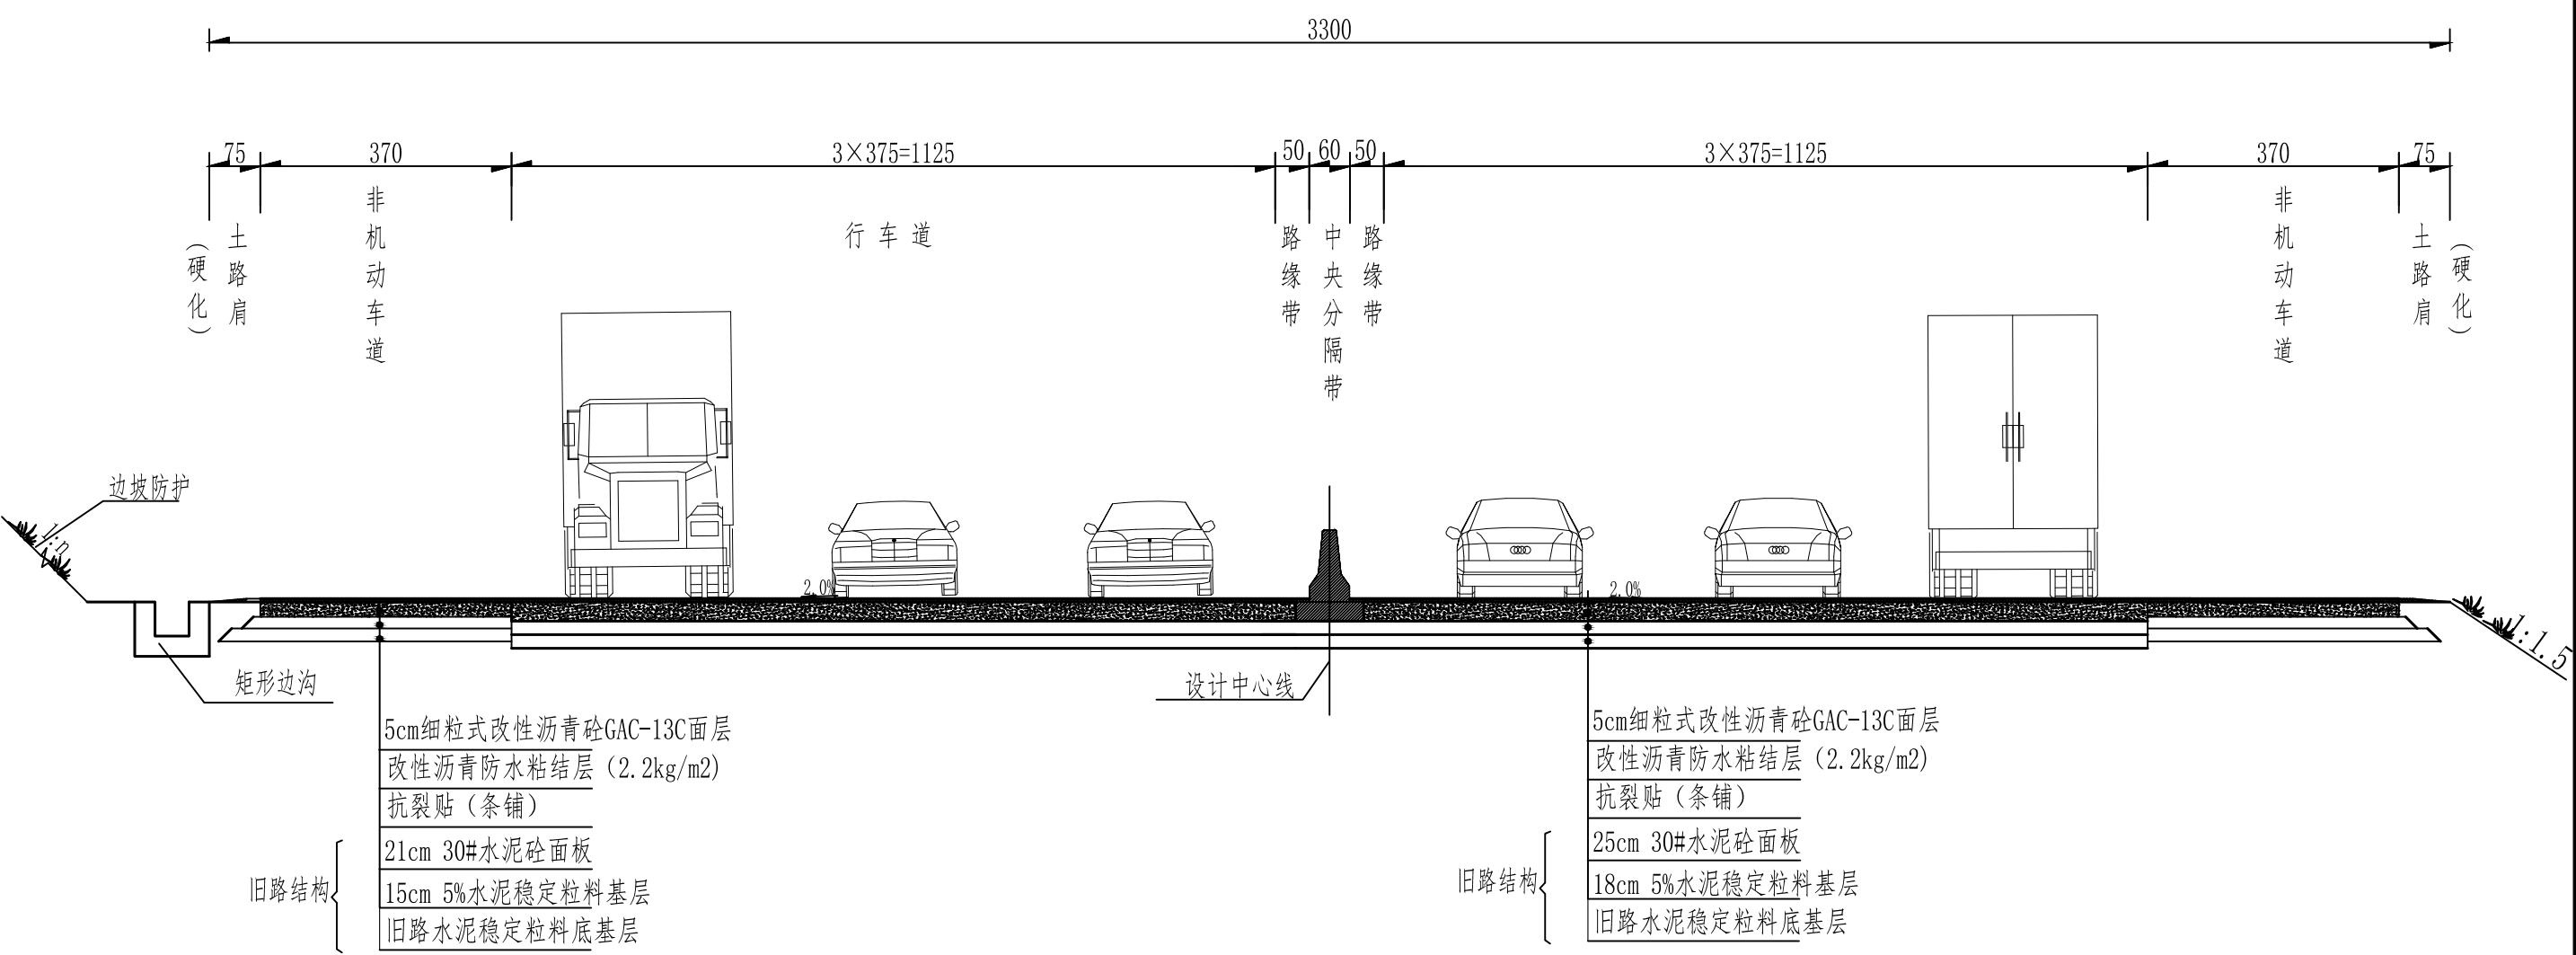 3300
75
370
3×375=1125
50
60
50
3×375=1125
370
75
(硬化)
土路肩
非机动车道
行车道
路缘带
中央分隔带
路缘带
非机动车道
土路肩
(硬化)
边坡防护
1:n
2.0%
2.0%
1:1.5
矩形边沟
设计中心线
5cm细粒式改性沥青砼GAC-13C面层
改性沥青防水粘结层（2.2kg/m2)
抗裂贴（条铺）
旧路结构
21cm 30#水泥砼面板
15cm 5%水泥稳定粒料基层
旧路水泥稳定粒料底基层
5cm细粒式改性沥青砼GAC-13C面层
改性沥青防水粘结层（2.2kg/m2)
抗裂贴（条铺）
旧路结构
25cm 30#水泥砼面板
18cm 5%水泥稳定粒料基层
旧路水泥稳定粒料底基层